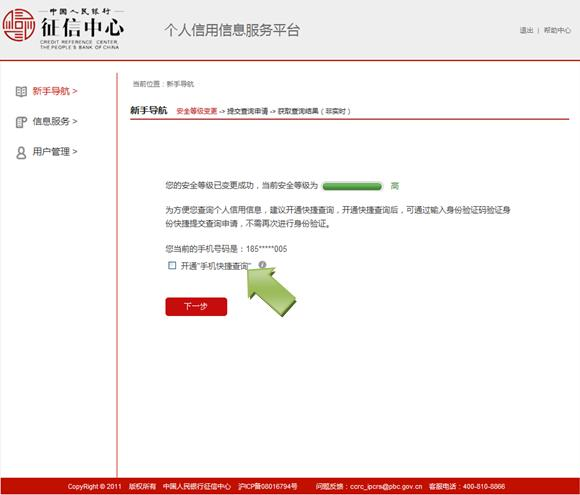 中国人民银行
征信中心
CREDIT REFERENCE CENTER,
THE PEOPLE'S BANK OF CHINA
个人信用信息服务平台
退出 | 帮助中心
新手导航 >
信息服务 >
用户管理 >
当前位置：新手导航
新手导航 安全等级变更 -> 提交查询申请 -> 获取查询结果（非实时）
您的安全等级已变更成功，当前安全等级为 高
为方便您查询个人信用信息，建议开通快捷查询，开通快捷查询后，可通过输入身份验证码验证身
份快捷提交查询申请，不需再次进行身份验证。
您当前的手机号码是：185*****005
开通"手机快捷查询"
下一步
CopyRight © 2011 版权所有 中国人民银行征信中心 沪ICP备08016794号 问题反馈：ccrc_ipcrs@pbc.gov.cn 客服电话：400-810-8866